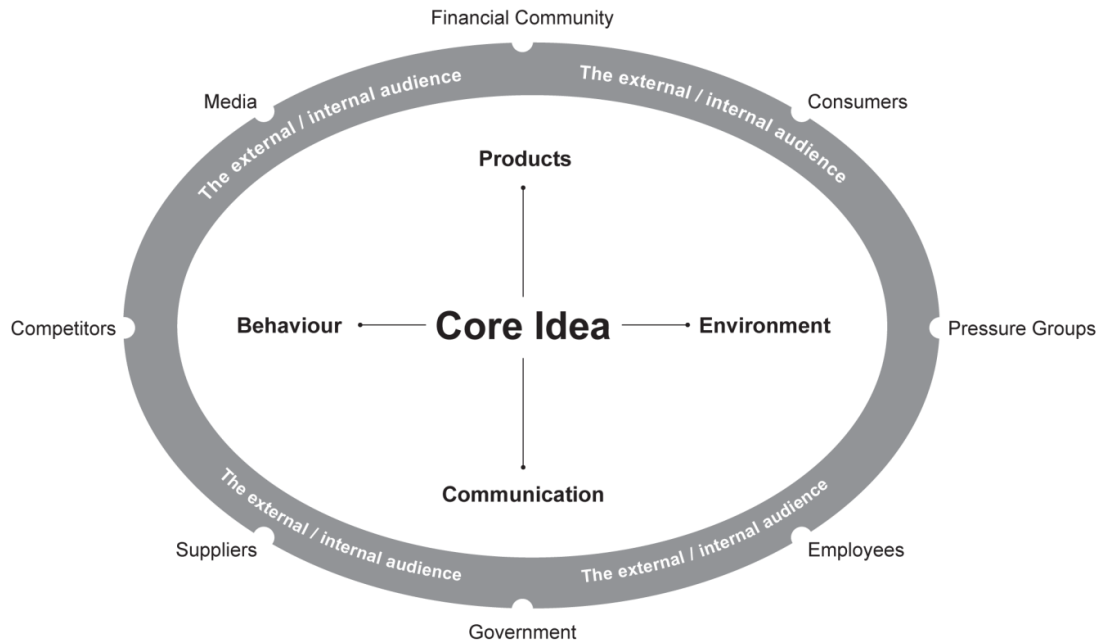 Financial Community
Media
Consumers
The external / internal audience
The external / internal audience
Products
Competitors
Behaviour
Core Idea
Environment
Pressure Groups
Communication
The external / internal audience
The external / internal audience
Suppliers
Employees
Government